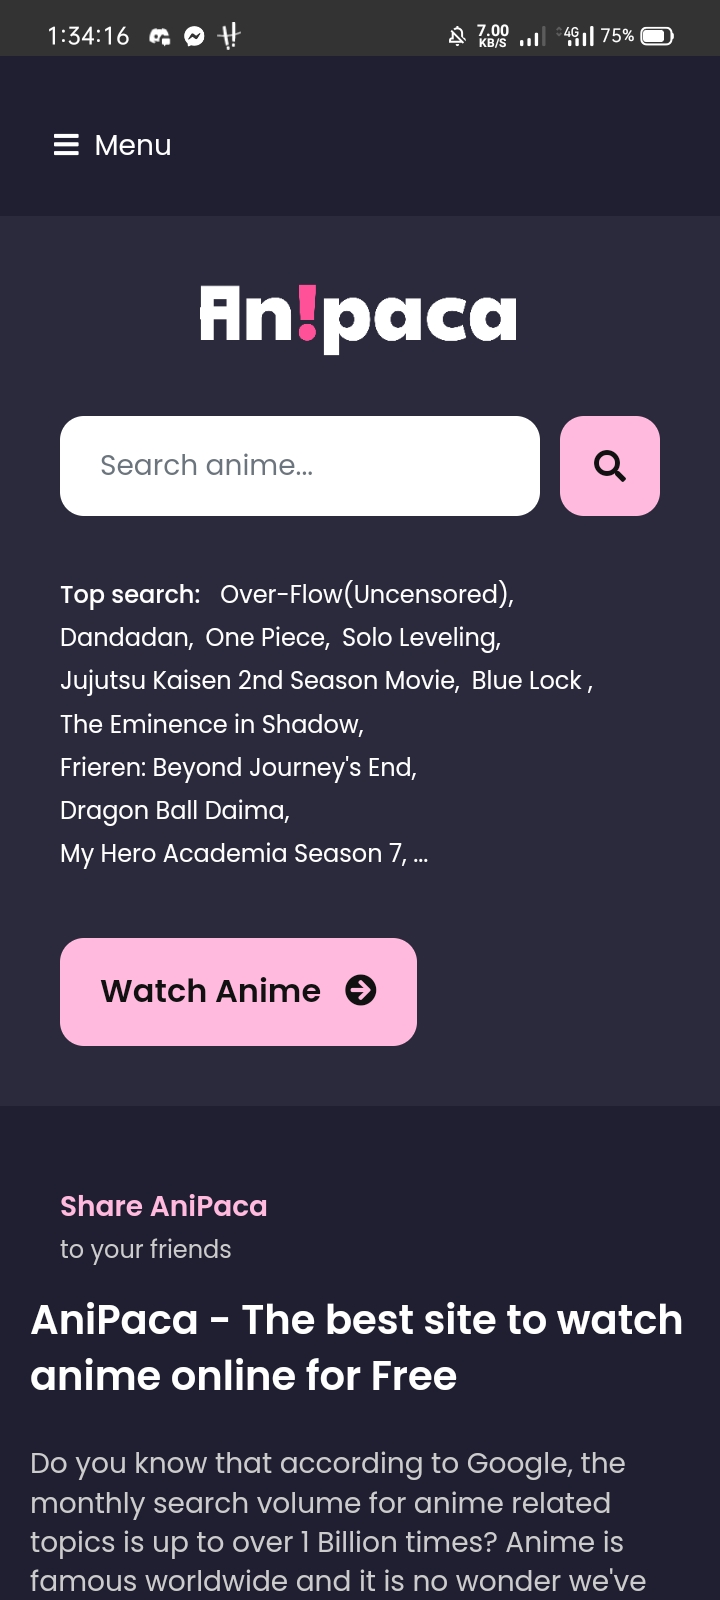 1:34:16 7.00 KB/S 4G 75%
Menu
An!paca
Search anime...
Top search: Over-Flow(Uncensored),
Dandadan, One Piece, Solo Leveling,
Jujutsu Kaisen 2nd Season Movie, Blue Lock ,
The Eminence in Shadow,
Frieren: Beyond Journey's End,
Dragon Ball Daima,
My Hero Academia Season 7, ...
Watch Anime
Share AniPaca
to your friends
AniPaca - The best site to watch
anime online for Free
Do you know that according to Google, the
monthly search volume for anime related
topics is up to over 1 Billion times? Anime is
famous worldwide and it is no wonder we've